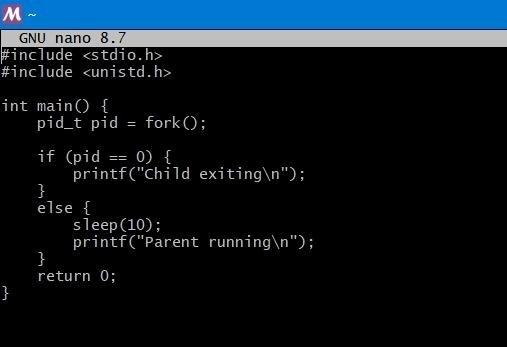 M ~
GNU nano 8.7
#include <stdio.h>
#include <unistd.h>

int main() {
    pid_t pid = fork();

    if (pid == 0) {
        printf("Child exiting\n");
    }
    else {
        sleep(10);
        printf("Parent running\n");
    }
    return 0;
}